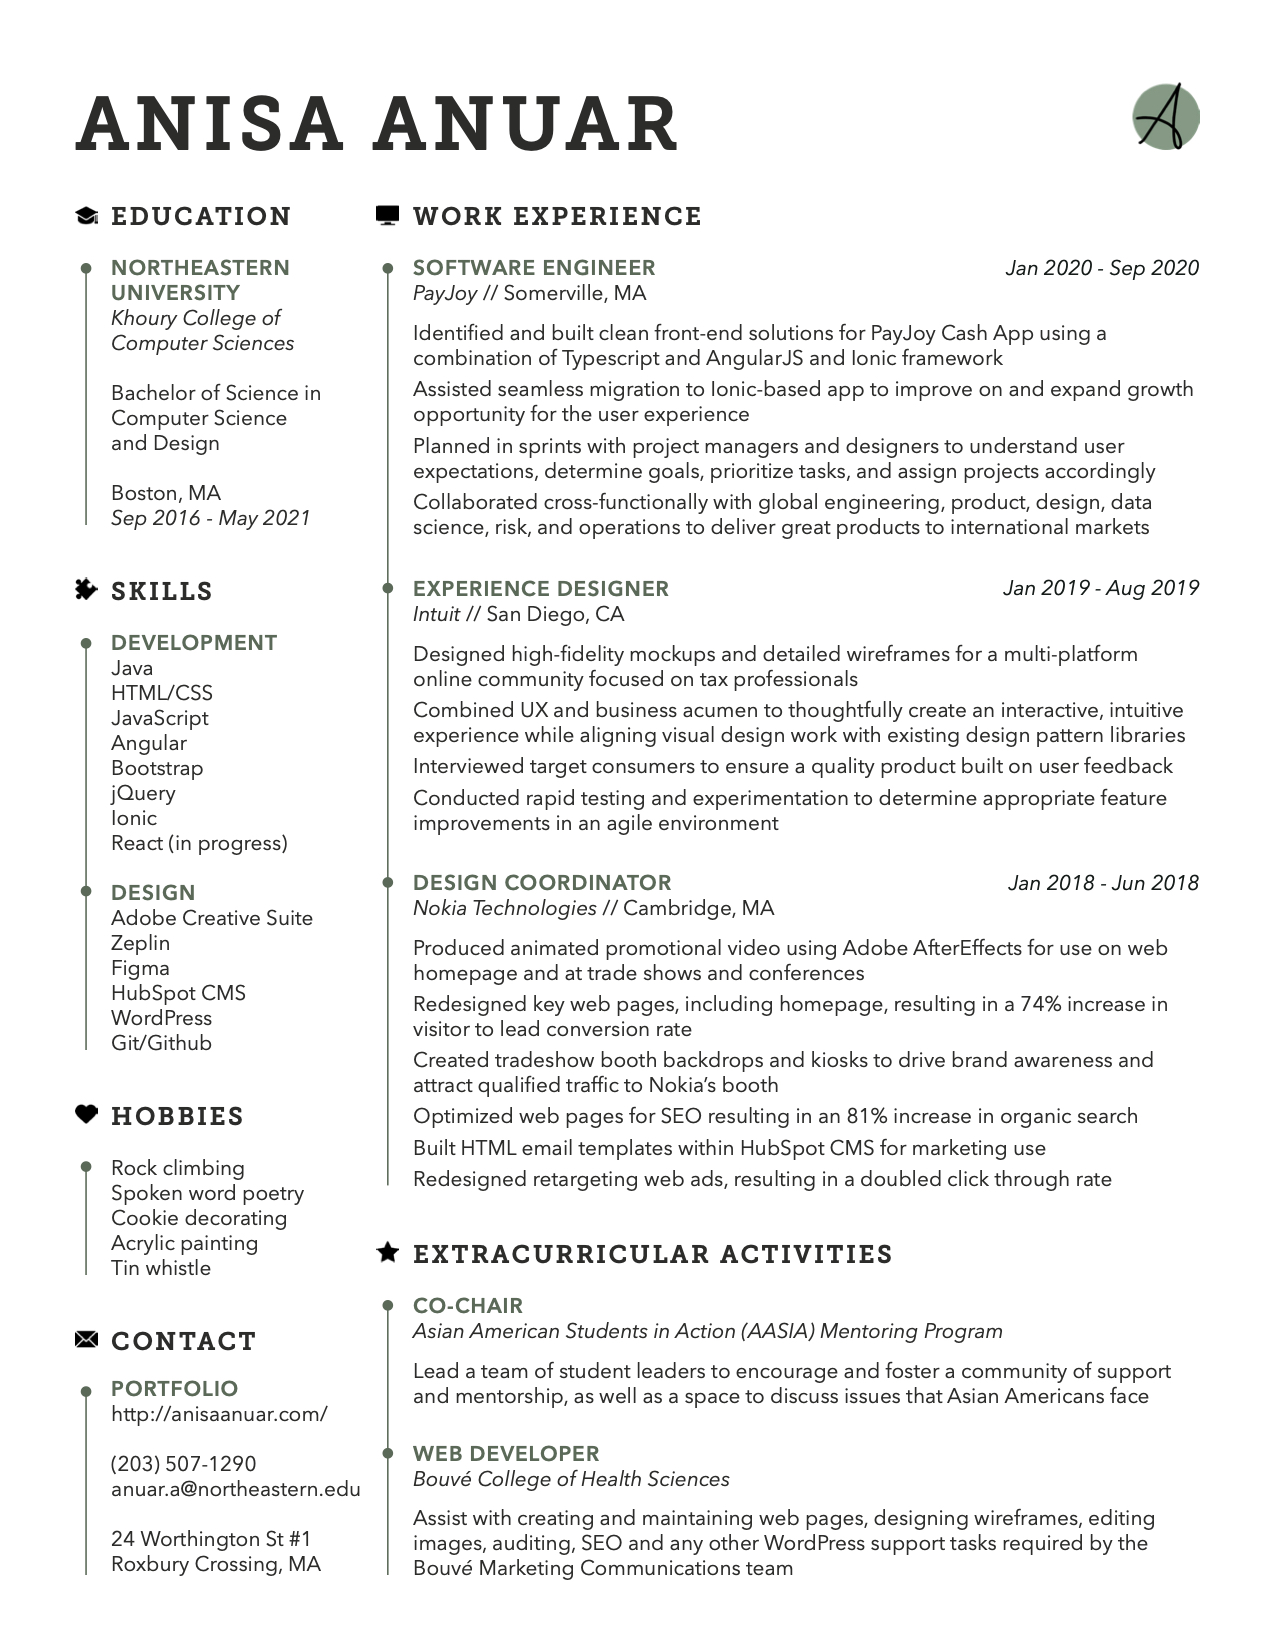 ANISA ANUAR
A
EDUCATION
NORTHEASTERN
UNIVERSITY
Khoury College of
Computer Sciences
Bachelor of Science in
Computer Science
and Design
Boston, MA
Sep 2016 - May 2021
SKILLS
DEVELOPMENT
Java
HTML/CSS
JavaScript
Angular
Bootstrap
jQuery
Ionic
React (in progress)
DESIGN
Adobe Creative Suite
Zeplin
Figma
HubSpot CMS
WordPress
Git/Github
HOBBIES
Rock climbing
Spoken word poetry
Cookie decorating
Acrylic painting
Tin whistle
CONTACT
PORTFOLIO
http://anisaanuar.com/
(203) 507-1290
anuar.a@northeastern.edu
24 Worthington St #1
Roxbury Crossing, MA
WORK EXPERIENCE
SOFTWARE ENGINEER Jan 2020 - Sep 2020
PayJoy // Somerville, MA
Identified and built clean front-end solutions for PayJoy Cash App using a
combination of Typescript and AngularJS and Ionic framework
Assisted seamless migration to Ionic-based app to improve on and expand growth
opportunity for the user experience
Planned in sprints with project managers and designers to understand user
expectations, determine goals, prioritize tasks, and assign projects accordingly
Collaborated cross-functionally with global engineering, product, design, data
science, risk, and operations to deliver great products to international markets
EXPERIENCE DESIGNER Jan 2019 - Aug 2019
Intuit // San Diego, CA
Designed high-fidelity mockups and detailed wireframes for a multi-platform
online community focused on tax professionals
Combined UX and business acumen to thoughtfully create an interactive, intuitive
experience while aligning visual design work with existing design pattern libraries
Interviewed target consumers to ensure a quality product built on user feedback
Conducted rapid testing and experimentation to determine appropriate feature
improvements in an agile environment
DESIGN COORDINATOR Jan 2018 - Jun 2018
Nokia Technologies // Cambridge, MA
Produced animated promotional video using Adobe AfterEffects for use on web
homepage and at trade shows and conferences
Redesigned key web pages, including homepage, resulting in a 74% increase in
visitor to lead conversion rate
Created tradeshow booth backdrops and kiosks to drive brand awareness and
attract qualified traffic to Nokia’s booth
Optimized web pages for SEO resulting in an 81% increase in organic search
Built HTML email templates within HubSpot CMS for marketing use
Redesigned retargeting web ads, resulting in a doubled click through rate
EXTRACURRICULAR ACTIVITIES
CO-CHAIR
Asian American Students in Action (AASIA) Mentoring Program
Lead a team of student leaders to encourage and foster a community of support
and mentorship, as well as a space to discuss issues that Asian Americans face
WEB DEVELOPER
Bouvé College of Health Sciences
Assist with creating and maintaining web pages, designing wireframes, editing
images, auditing, SEO and any other WordPress support tasks required by the
Bouvé Marketing Communications team